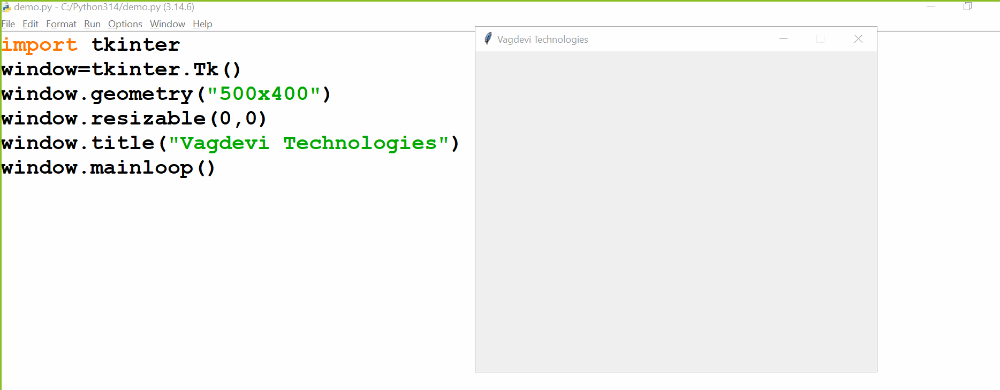 demo.py - C:/Python314/demo.py (3.14.6)
File Edit Format Run Options Window Help
import tkinter
window=tkinter.Tk()
window.geometry("500x400")
window.resizable(0,0)
window.title("Vagdevi Technologies")
window.mainloop()
Vagdevi Technologies